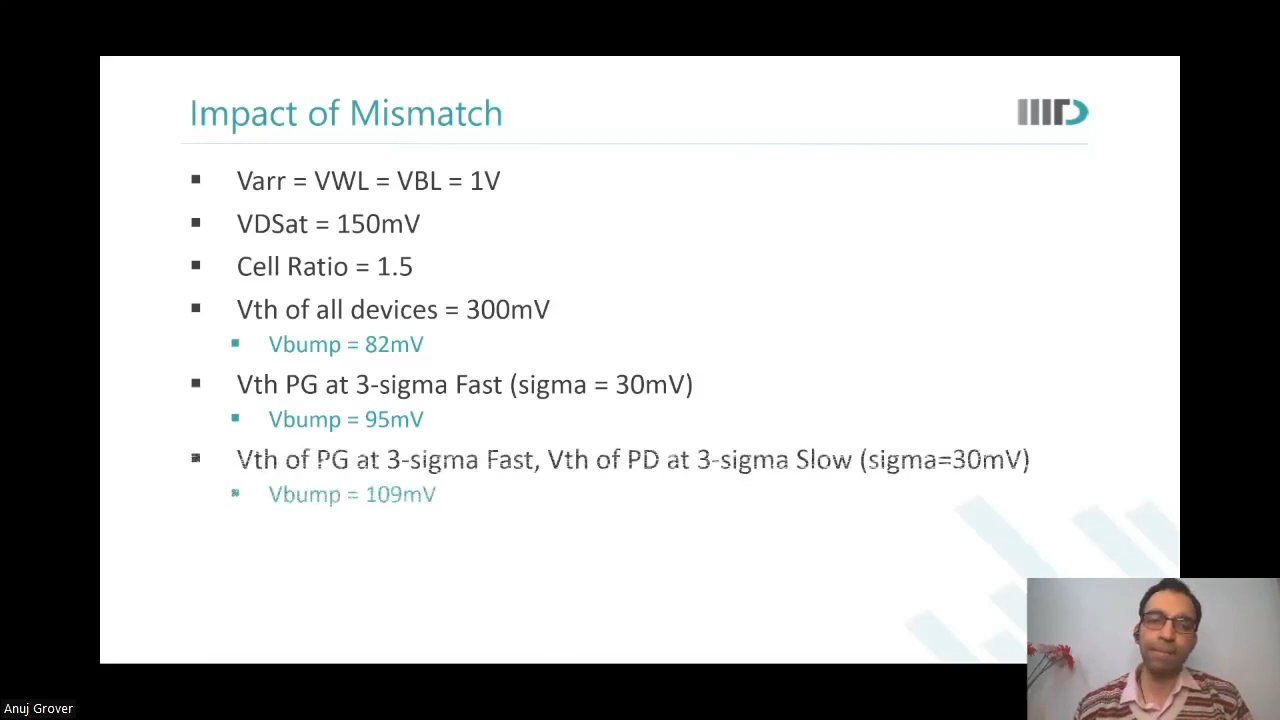 Impact of Mismatch
IIITD
Varr = VWL = VBL = 1V
VDSat = 150mV
Cell Ratio = 1.5
Vth of all devices = 300mV
Vbump = 82mV
Vth PG at 3-sigma Fast (sigma = 30mV)
Vbump = 95mV
Vth of PG at 3-sigma Fast, Vth of PD at 3-sigma Slow (sigma=30mV)
Vbump = 109mV
Anuj Grover